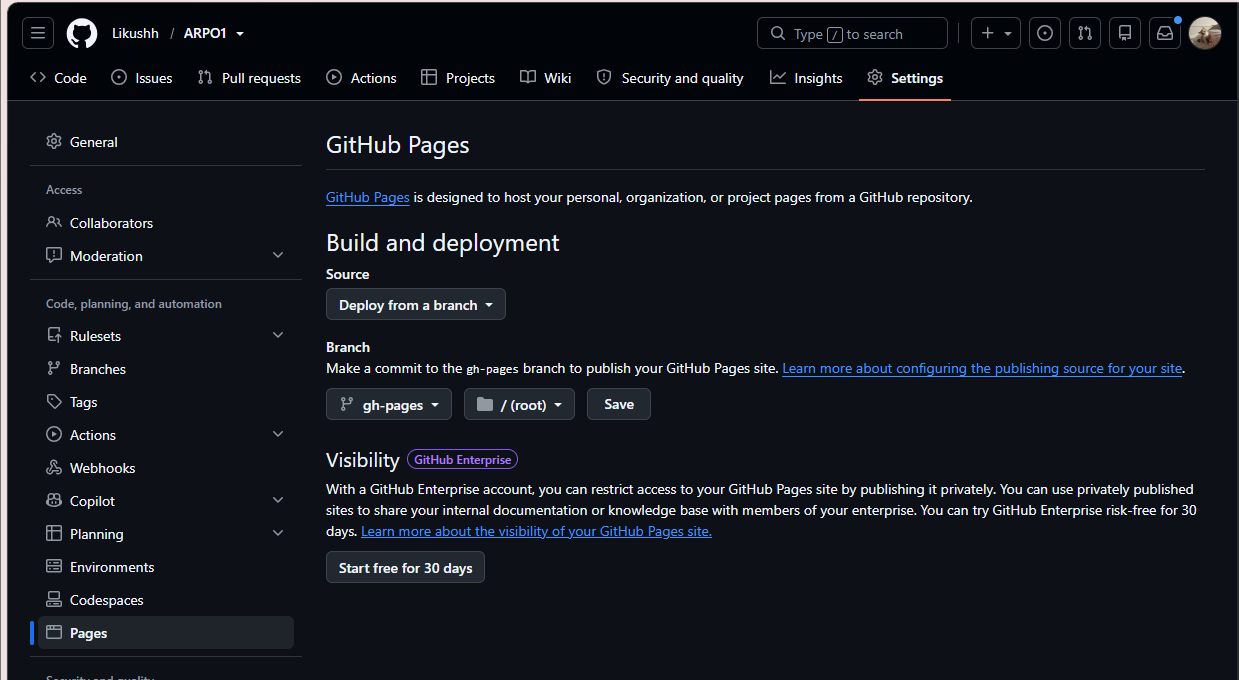 Likushh / ARPO1
Type / to search
Code
Issues
Pull requests
Actions
Projects
Wiki
Security and quality
Insights
Settings
General
Access
Collaborators
Moderation
Code, planning, and automation
Rulesets
Branches
Tags
Actions
Webhooks
Copilot
Planning
Environments
Codespaces
Pages
Security and quality
GitHub Pages
GitHub Pages is designed to host your personal, organization, or project pages from a GitHub repository.
Build and deployment
Source
Deploy from a branch
Branch
Make a commit to the gh-pages branch to publish your GitHub Pages site. Learn more about configuring the publishing source for your site.
gh-pages
/ (root)
Save
Visibility GitHub Enterprise
With a GitHub Enterprise account, you can restrict access to your GitHub Pages site by publishing it privately. You can use privately published
sites to share your internal documentation or knowledge base with members of your enterprise. You can try GitHub Enterprise risk-free for 30
days. Learn more about the visibility of your GitHub Pages site.
Start free for 30 days